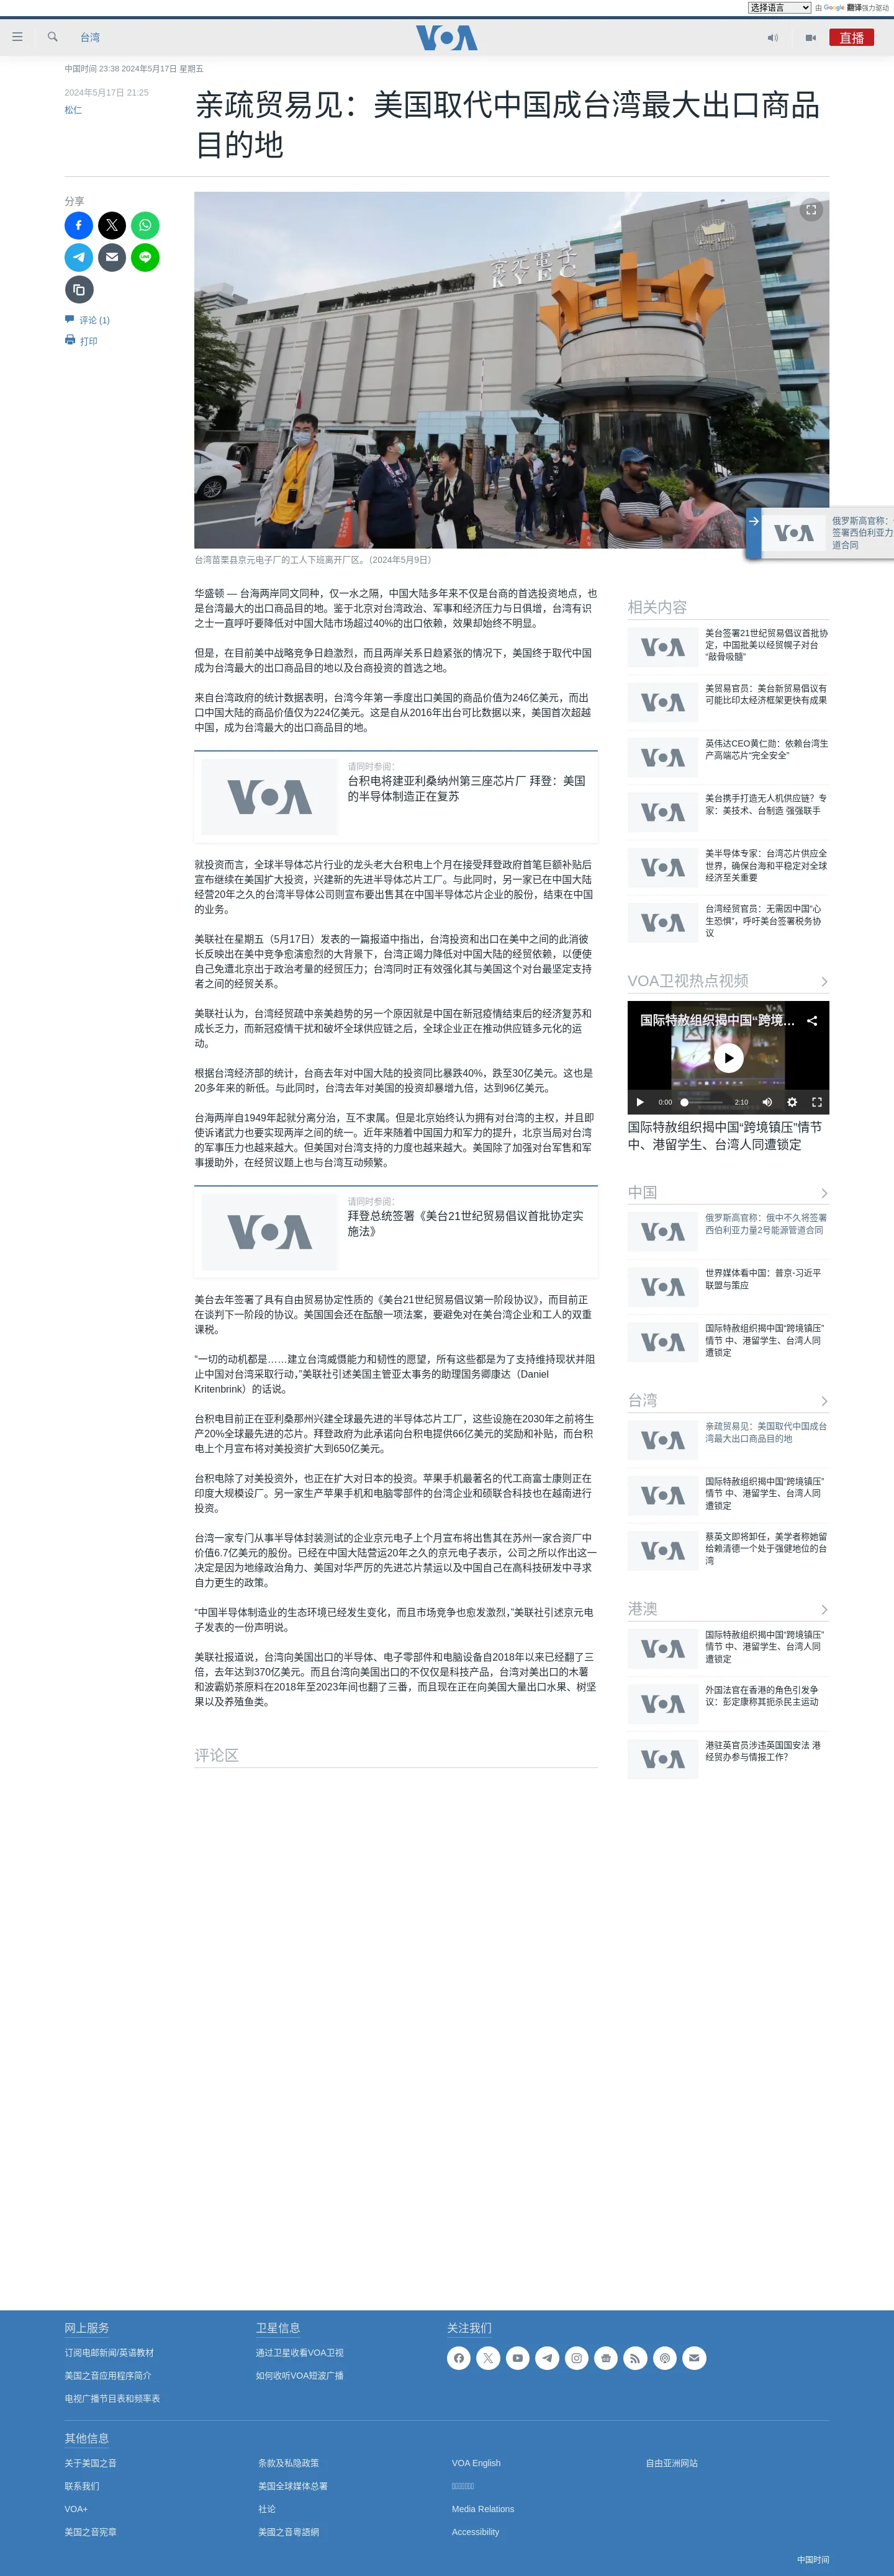 选择语言
由 Google 翻译强力驱动
台湾
VOA
直播
中国时间 23:38 2024年5月17日 星期五
2024年5月17日 21:25
松仁
亲疏贸易见：美国取代中国成台湾最大出口商品
目的地
分享
评论 (1)
打印
京元電子
KYEC
台湾苗栗县京元电子厂的工人下班离开厂区。（2024年5月9日）
俄罗斯高官称：
签署西伯利亚力
道合同
华盛顿 — 台海两岸同文同种，仅一水之隔，中国大陆多年来不仅是台商的首选投资地点，也
是台湾最大的出口商品目的地。鉴于北京对台湾政治、军事和经济压力与日俱增，台湾有识
之士一直呼吁要降低对中国大陆市场超过40%的出口依赖，效果却始终不明显。
但是，在目前美中战略竞争日趋激烈，而且两岸关系日趋紧张的情况下，美国终于取代中国
成为台湾最大的出口商品目的地以及台商投资的首选之地。
来自台湾政府的统计数据表明，台湾今年第一季度出口美国的商品价值为246亿美元，而出
口中国大陆的商品价值仅为224亿美元。这是自从2016年出台可比数据以来，美国首次超越
中国，成为台湾最大的出口商品目的地。
请同时参阅：
台积电将建亚利桑纳州第三座芯片厂 拜登：美国
的半导体制造正在复苏
就投资而言，全球半导体芯片行业的龙头老大台积电上个月在接受拜登政府首笔巨额补贴后
宣布继续在美国扩大投资，兴建新的先进半导体芯片工厂。与此同时，另一家已在中国大陆
经营20年之久的台湾半导体公司则宣布要出售其在中国半导体芯片企业的股份，结束在中国
的业务。
美联社在星期五（5月17日）发表的一篇报道中指出，台湾投资和出口在美中之间的此消彼
长反映出在美中竞争愈演愈烈的大背景下，台湾正竭力降低对中国大陆的经贸依赖，以便使
自己免遭北京出于政治考量的经贸压力；台湾同时正有效强化其与美国这个对台最坚定支持
者之间的经贸关系。
美联社认为，台湾经贸疏中亲美趋势的另一个原因就是中国在新冠疫情结束后的经济复苏和
成长乏力，而新冠疫情干扰和破坏全球供应链之后，全球企业正在推动供应链多元化的运
动。
根据台湾经济部的统计，台商去年对中国大陆的投资同比暴跌40%，跌至30亿美元。这也是
20多年来的新低。与此同时，台湾去年对美国的投资却暴增九倍，达到96亿美元。
台海两岸自1949年起就分离分治，互不隶属。但是北京始终认为拥有对台湾的主权，并且即
使诉诸武力也要实现两岸之间的统一。近年来随着中国国力和军力的提升，北京当局对台湾
的军事压力也越来越大。但美国对台湾支持的力度也越来越大。美国除了加强对台军售和军
事援助外，在经贸议题上也与台湾互动频繁。
请同时参阅：
拜登总统签署《美台21世纪贸易倡议首批协定实
施法》
美台去年签署了具有自由贸易协定性质的《美台21世纪贸易倡议第一阶段协议》，而目前正
在谈判下一阶段的协议。美国国会还在酝酿一项法案，要避免对在美台湾企业和工人的双重
课税。
“一切的动机都是……建立台湾威慑能力和韧性的愿望，所有这些都是为了支持维持现状并阻
止中国对台湾采取行动，”美联社引述美国主管亚太事务的助理国务卿康达（Daniel
Kritenbrink）的话说。
台积电目前正在亚利桑那州兴建全球最先进的半导体芯片工厂，这些设施在2030年之前将生
产20%全球最先进的芯片。拜登政府为此承诺向台积电提供66亿美元的奖励和补贴，而台积
电上个月宣布将对美投资扩大到650亿美元。
台积电除了对美投资外，也正在扩大对日本的投资。苹果手机最著名的代工商富士康则正在
印度大规模设厂。另一家生产苹果手机和电脑零部件的台湾企业和硕联合科技也在越南进行
投资。
台湾一家专门从事半导体封装测试的企业京元电子上个月宣布将出售其在苏州一家合资厂中
价值6.7亿美元的股份。已经在中国大陆营运20年之久的京元电子表示，公司之所以作出这一
决定是因为地缘政治角力、美国对华严厉的先进芯片禁运以及中国自己在高科技研发中寻求
自力更生的政策。
“中国半导体制造业的生态环境已经发生变化，而且市场竞争也愈发激烈，”美联社引述京元电
子发表的一份声明说。
美联社报道说，台湾向美国出口的半导体、电子零部件和电脑设备自2018年以来已经翻了三
倍，去年达到370亿美元。而且台湾向美国出口的不仅仅是科技产品，台湾对美出口的木薯
和波霸奶茶原料在2018年至2023年间也翻了三番，而且现在正在向美国大量出口水果、树坚
果以及养殖鱼类。
评论区
相关内容
美台签署21世纪贸易倡议首批协
定，中国批美以经贸幌子对台
“敲骨吸髓”
美贸易官员：美台新贸易倡议有
可能比印太经济框架更快有成果
英伟达CEO黄仁勋：依赖台湾生
产高端芯片“完全安全”
美台携手打造无人机供应链？专
家：美技术、台制造 强强联手
美半导体专家：台湾芯片供应全
世界，确保台海和平稳定对全球
经济至关重要
台湾经贸官员：无需因中国“心
生恐惧”，呼吁美台签署税务协
议
VOA卫视热点视频
国际特赦组织揭中国“跨境...
0:00
2:10
国际特赦组织揭中国“跨境镇压”情节
中、港留学生、台湾人同遭锁定
中国
俄罗斯高官称：俄中不久将签署
西伯利亚力量2号能源管道合同
世界媒体看中国：普京-习近平
联盟与策应
国际特赦组织揭中国“跨境镇压”
情节 中、港留学生、台湾人同
遭锁定
台湾
亲疏贸易见：美国取代中国成台
湾最大出口商品目的地
国际特赦组织揭中国“跨境镇压”
情节 中、港留学生、台湾人同
遭锁定
蔡英文即将卸任，美学者称她留
给赖清德一个处于强健地位的台
湾
港澳
国际特赦组织揭中国“跨境镇压”
情节 中、港留学生、台湾人同
遭锁定
外国法官在香港的角色引发争
议：彭定康称其扼杀民主运动
港驻英官员涉违英国国安法 港
经贸办参与情报工作？
网上服务
订阅电邮新闻/英语教材
美国之音应用程序简介
电视广播节目表和频率表
卫星信息
通过卫星收看VOA卫视
如何收听VOA短波广播
关注我们
其他信息
关于美国之音
联系我们
VOA+
美国之音宪章
条款及私隐政策
美国全球媒体总署
社论
美國之音粵語網
VOA English
Media Relations
Accessibility
自由亚洲网站
中国时间